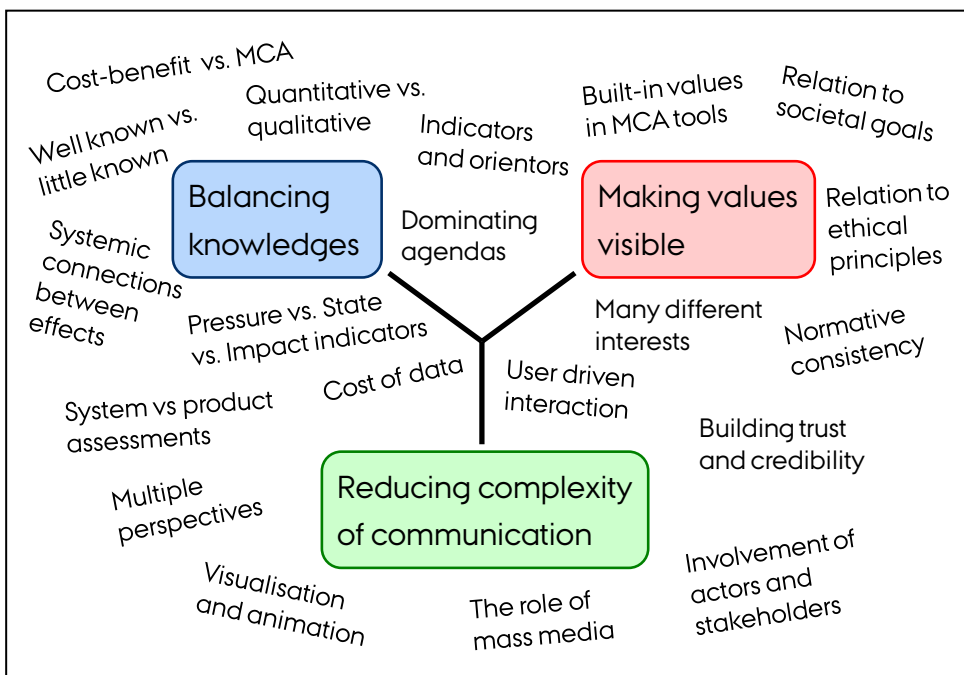 Cost-benefit vs. MCA
Quantitative vs.
qualitative
Built-in values
in MCA tools
Relation to
societal goals
Well known vs.
little known
Indicators
and orientors
Balancing
knowledges
Making values
visible
Dominating
agendas
Relation to
ethical
principles
Systemic
connections
between
effects
Pressure vs. State
vs. Impact indicators
Many different
interests
Normative
consistency
Cost of data
User driven
interaction
System vs product
assessments
Building trust
and credibility
Multiple
perspectives
Reducing complexity
of communication
Visualisation
and animation
The role of
mass media
Involvement of
actors and
stakeholders